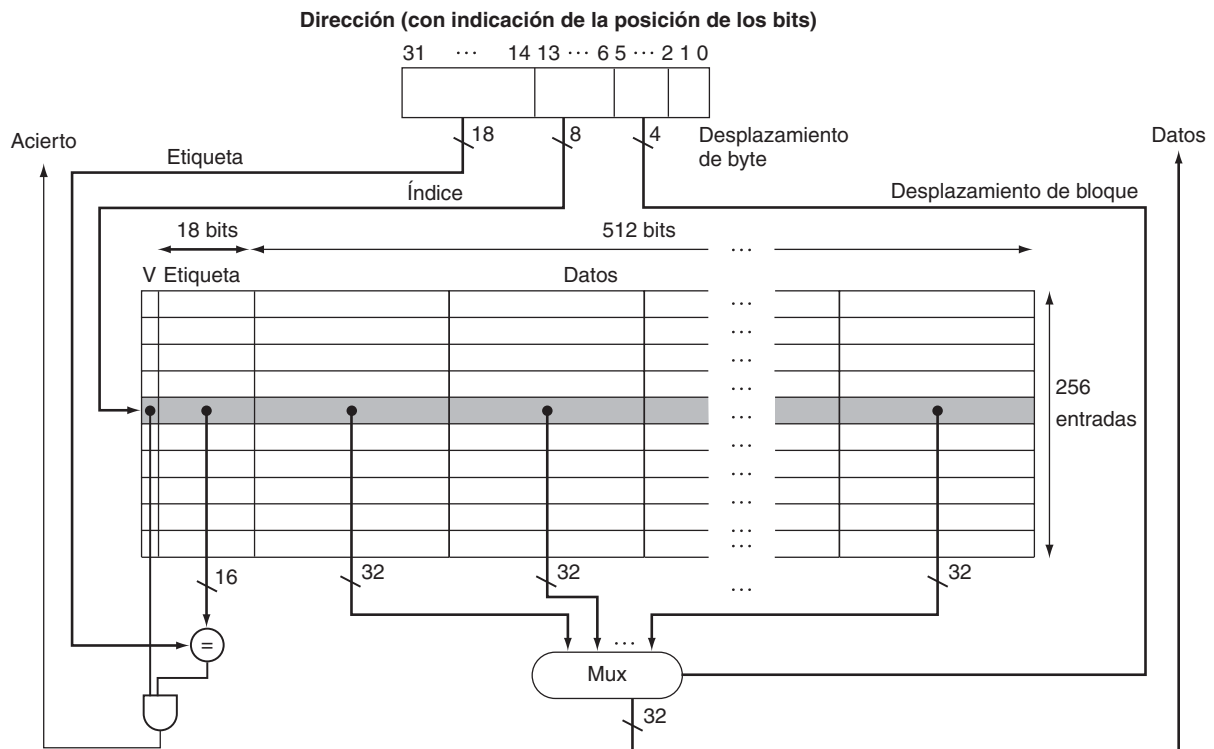 Dirección (con indicación de la posición de los bits)
31 ··· 14 13 ··· 6 5 ··· 2 1 0
18
8
4
Desplazamiento
de byte
Acierto
Datos
Etiqueta
Índice
Desplazamiento de bloque
18 bits
512 bits
...
V Etiqueta
Datos
...
...
...
...
...
...
...
...
...
...
256
entradas
16
32
32
...
32
=
...
Mux
32